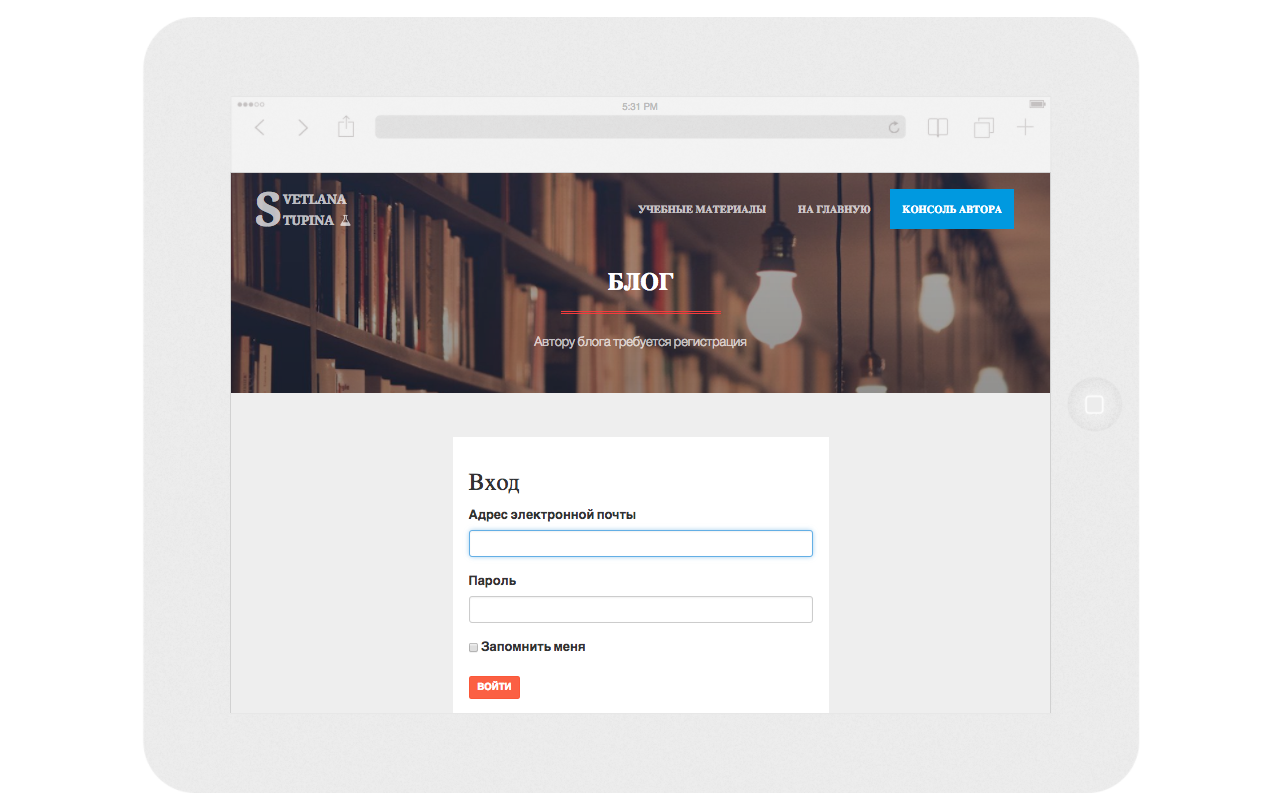 5:31 PM
SVETLANA
STUPINA
УЧЕБНЫЕ МАТЕРИАЛЫ НА ГЛАВНУЮ КОНСОЛЬ АВТОРА
БЛОГ
Автору блога требуется регистрация
Вход
Адрес электронной почты
Пароль
Запомнить меня
ВОЙТИ